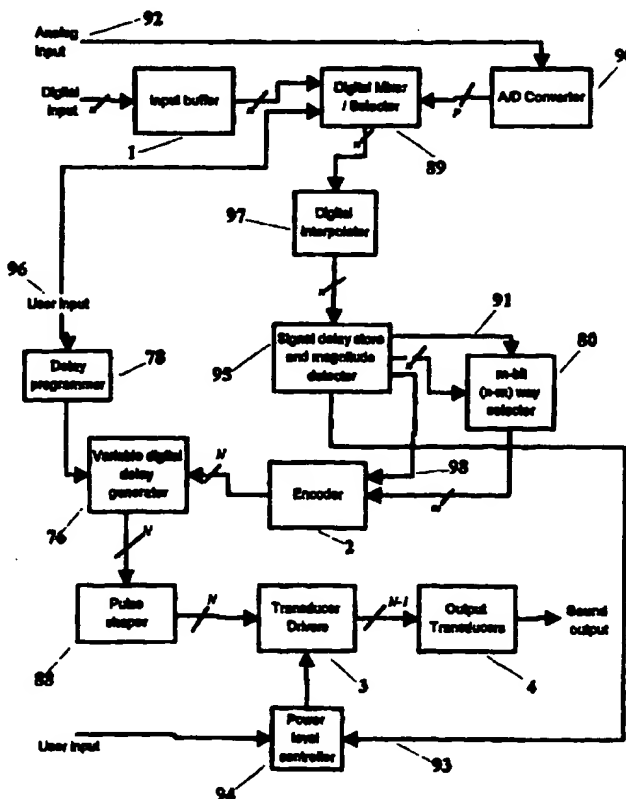 92
Analog
Input
90
Digital
Input
n
Input buffer
n
Digital Mixer
/ Selector
P
A/D Converter
1
n
89
97
Digital
Interpolator
96
User input
n
91
95
Signal delay store
and magnitude
detector
n
80
m-bit
(n-m) way
selector
Delay
programmer
78
Variable digital
delay
generator
N
Encoder
98
76
2
N
Pulse
shaper
N
Transducer
Drivers
N-1
Output
Transducers
Sound
output
88
3
4
User input
Power
level
controller
93
94